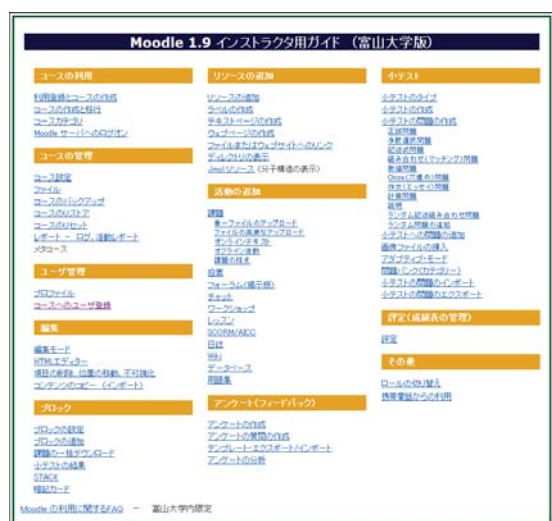 Moodle 1.9 インストラクタ用ガイド （富山大学版）
コースの利用
利用登録とコースの作成
コースの作成と移行
コースカテゴリ
Moodle サーバへのログオン
コースの管理
コース設定
ファイル
コースのバックアップ
コースのリストア
コースのリセット
レポート － ログ、活動レポート
メタコース
ユーザ管理
プロファイル
コースへのユーザ登録
編集
編集モード
HTMLエディター
項目の削除、位置の移動、不可視化
コンテンツのコピー（インポート）
ブロック
ブロックの設定
ブロックの追加
課題の一括ダウンロード
小テストの結果
STACK
暗記カード
リソースの追加
リソースの追加
ラベルの作成
テキストページの作成
ウェブページの作成
ファイルまたはウェブサイトへのリンク
ディレクトリの表示
Jmolリソース（分子構造の表示）
活動の追加
課題
単一ファイルのアップロード
ファイルの高度なアップロード
オンラインテキスト
オフライン活動
課題の採点
投票
フォーラム（掲示板）
チャット
ワークショップ
レッスン
SCORM/AICC
日誌
Wiki
データベース
用語集
アンケート（フィードバック）
アンケートの作成
アンケートの質問の作成
テンプレート・エクスポート/インポート
アンケートの分析
小テスト
小テストのタイプ
小テストの作成
小テストの問題の作成
正誤問題
多肢選択問題
記述式問題
組み合わせ（マッチング）問題
数値問題
Cloze（穴埋め）問題
作文（エッセイ）問題
計算問題
説明
ランダム記述組み合わせ問題
ランダム問題の追加
小テストへの問題の追加
画像ファイルの挿入
アダプティブ・モード
問題バンク（カテゴリー）
小テストの問題のインポート
小テストの問題のエクスポート
評定（成績表の管理）
評定
その他
ロールの切り替え
携帯電話からの利用
Moodle の利用に関するFAQ － 富山大学内限定